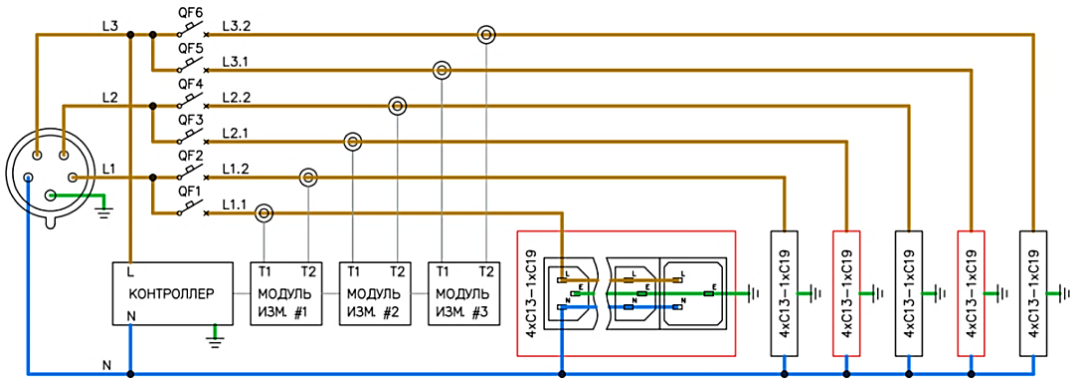 QF6
L3
L3.2
QF5
L3.1
QF4
L2
L2.2
QF3
L2.1
QF2
L1
L1.2
QF1
L1.1
L
КОНТРОЛЛЕР
N
T1 T2
МОДУЛЬ
ИЗМ. #1
T1 T2
МОДУЛЬ
ИЗМ. #2
T1 T2
МОДУЛЬ
ИЗМ. #3
4xC13-1xC19
L
E
N
L
E
N
L
E
N
4xC13-1xC19
4xC13-1xC19
4xC13-1xC19
4xC13-1xC19
4xC13-1xC19
N